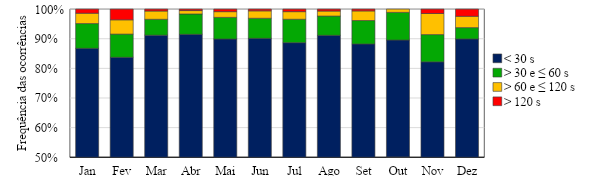 Frequência das ocorrências
100%
90%
80%
70%
60%
50%
Jan Fev Mar Abr Mai Jun Jul Ago Set Out Nov Dez
< 30 s
> 30 e ≤ 60 s
> 60 e ≤ 120 s
> 120 s